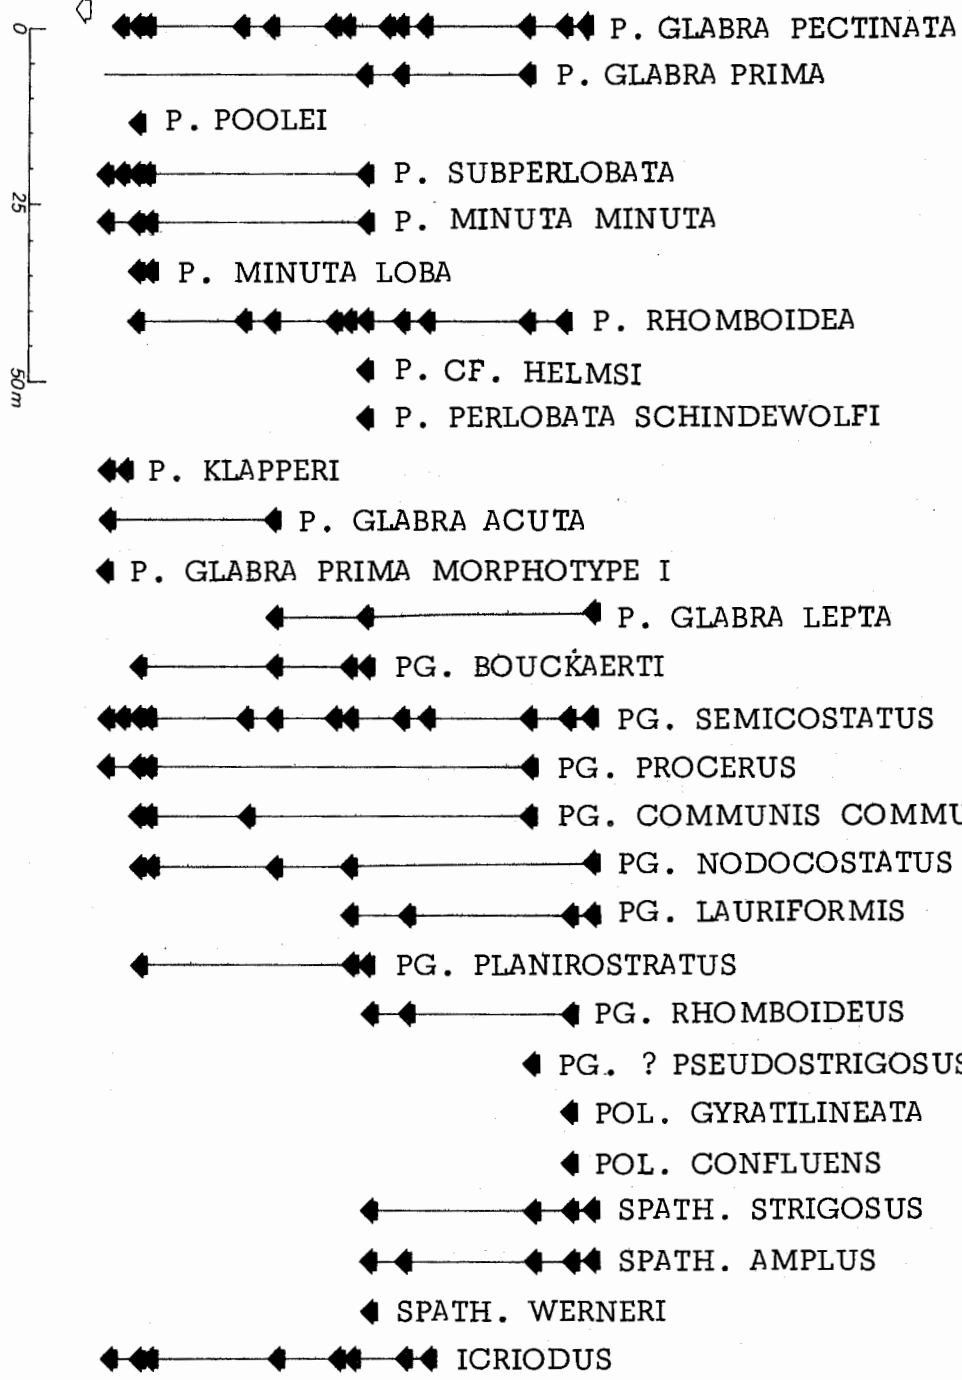 0
P. GLABRA PECTINATA
P. GLABRA PRIMA
P. POOLEI
P. SUBPERLOBATA
25
P. MINUTA MINUTA
P. MINUTA LOBA
P. RHOMBOIDEA
P. CF. HELMSI
50m
P. PERLOBATA SCHINDEWOLFI
P. KLAPPERI
P. GLABRA ACUTA
P. GLABRA PRIMA MORPHOTYPE I
P. GLABRA LEPTA
PG. BOUCKAERTI
PG. SEMICOSTATUS
PG. PROCERUS
PG. COMMUNIS COMMU
PG. NODOCOSTATUS
PG. LAURIFORMIS
PG. PLANIROSTRATUS
PG. RHOMBOIDEUS
PG. ? PSEUDOSTRIGOSUS
POL. GYRATILINEATA
POL. CONFLUENS
SPATH. STRIGOSUS
SPATH. AMPLUS
SPATH. WERNERI
ICRIODUS